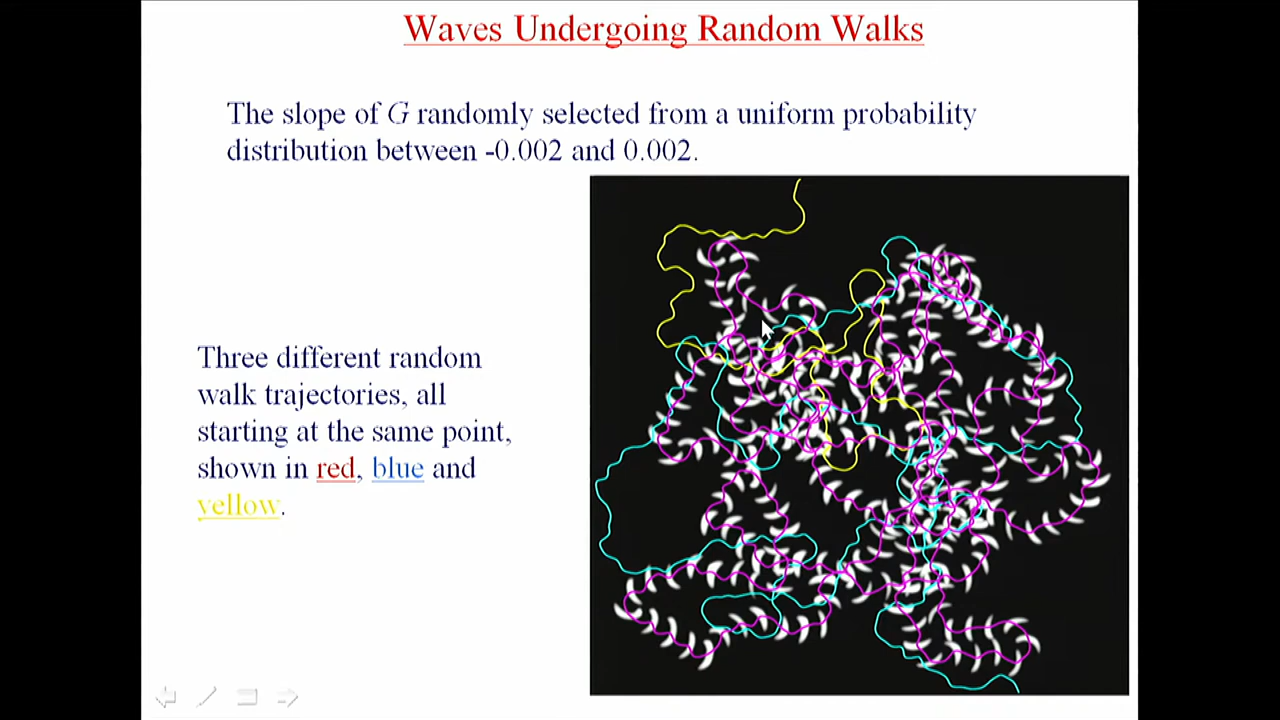 Waves Undergoing Random Walks
The slope of G randomly selected from a uniform probability
distribution between -0.002 and 0.002.
Three different random
walk trajectories, all
starting at the same point,
shown in red, blue and
yellow.